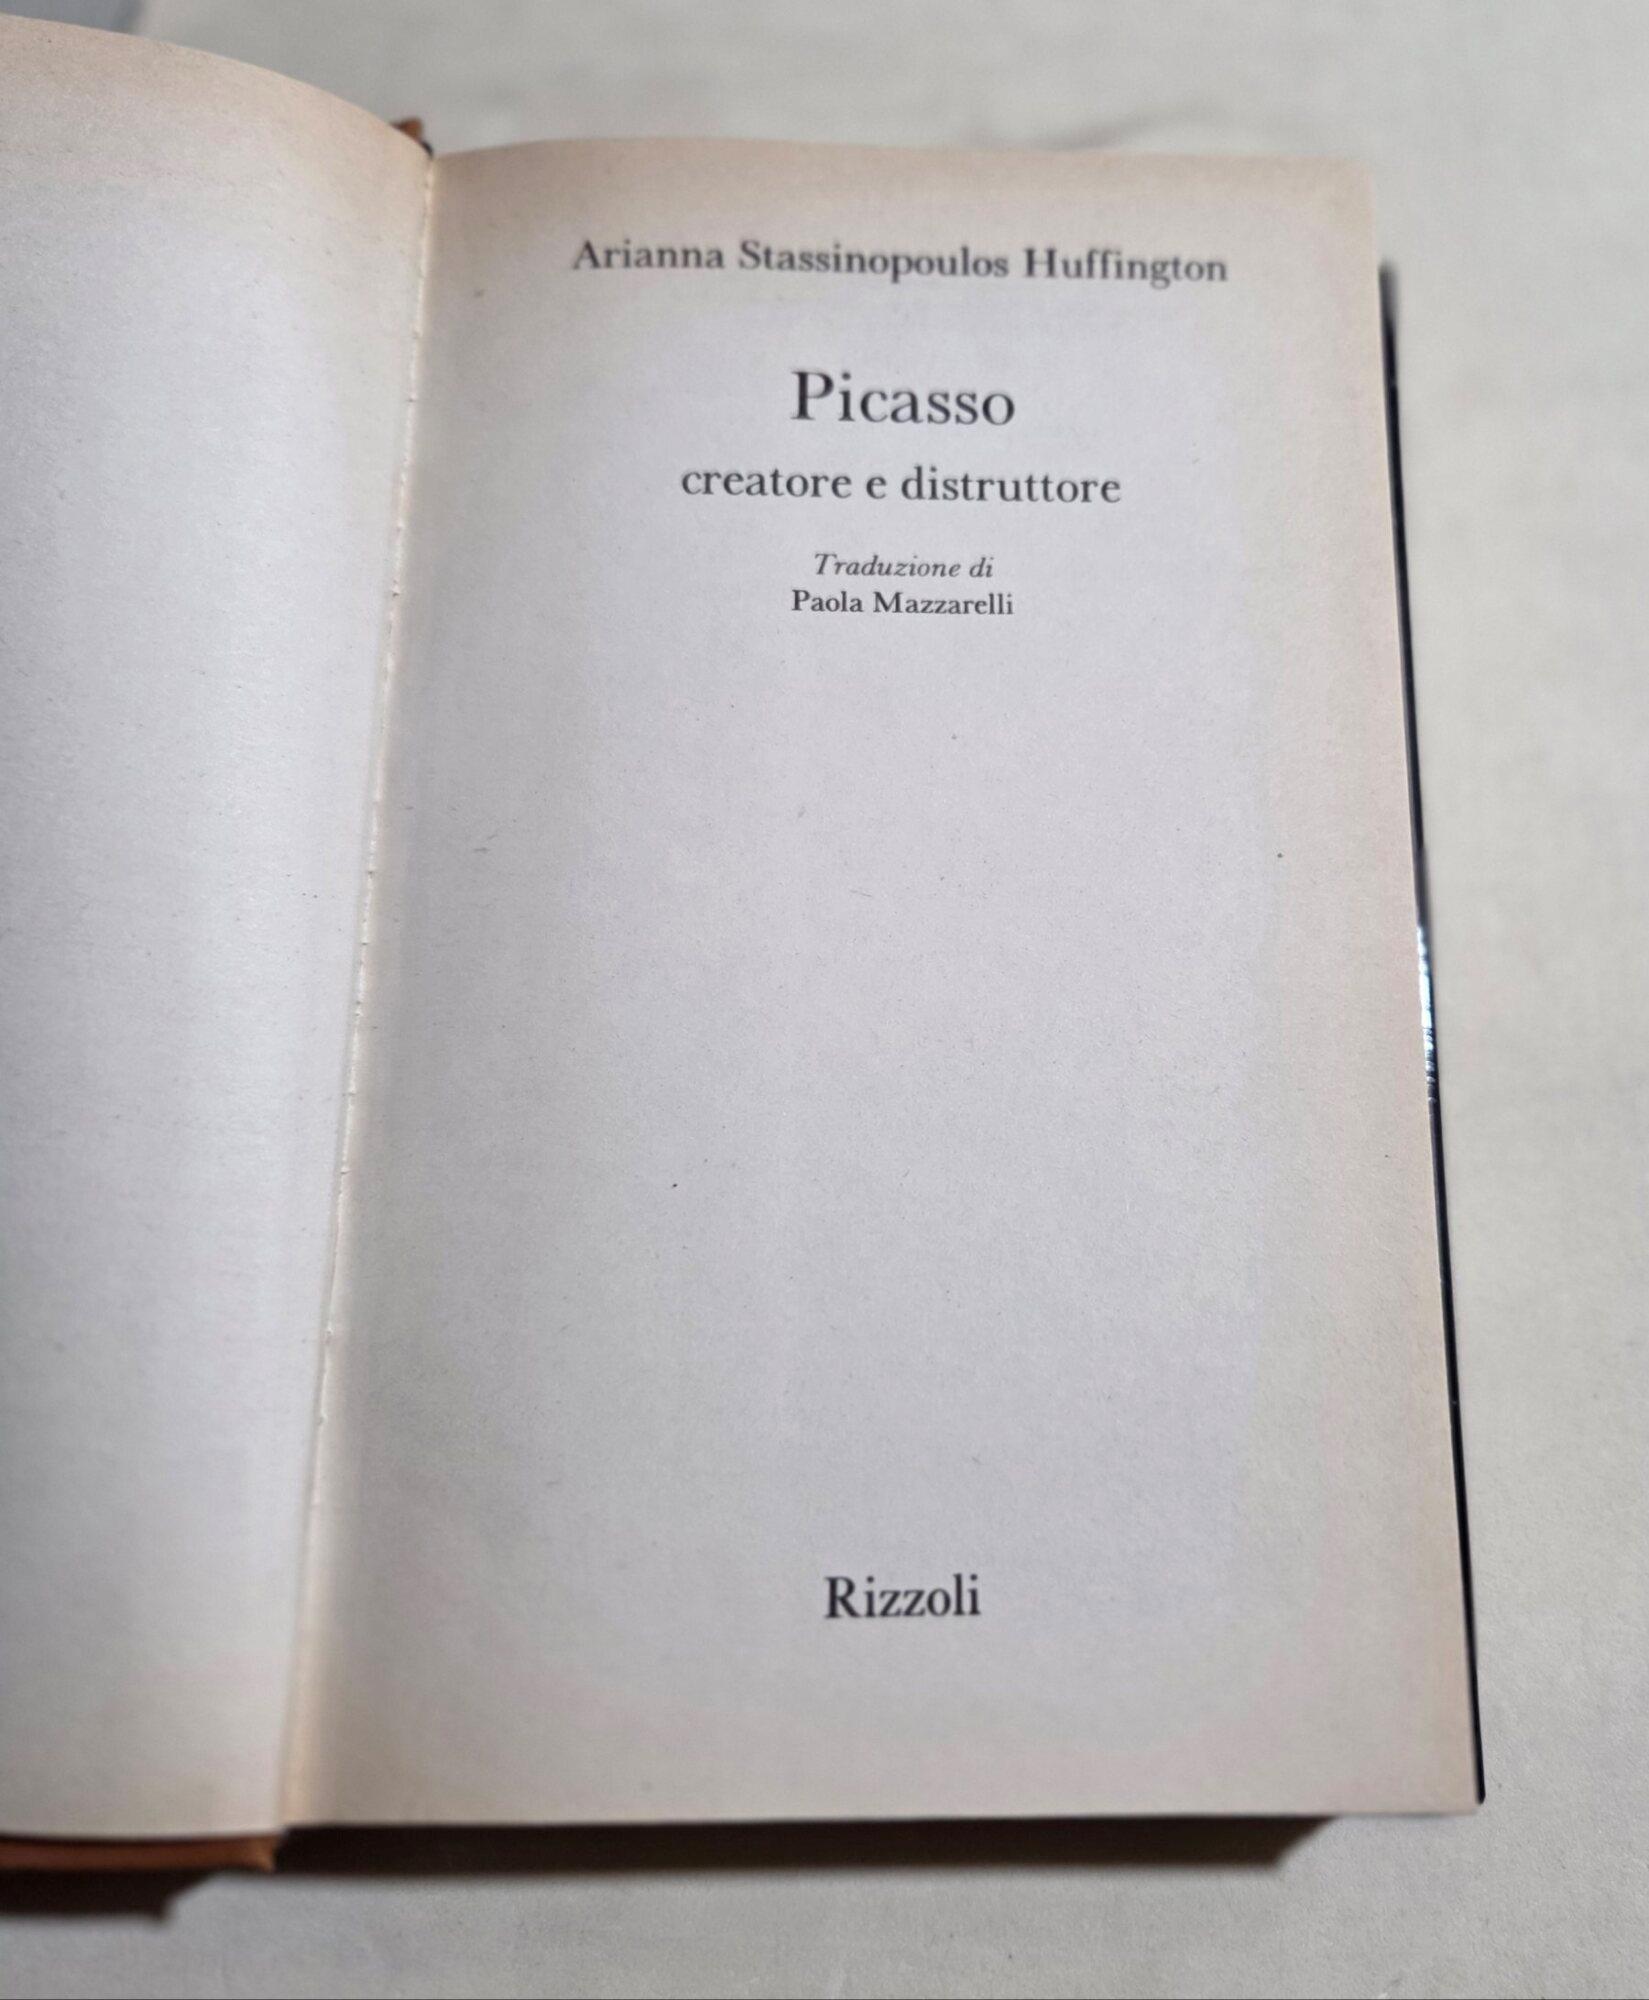 Arianna Stassinopoulos Huffington
Picasso
creatore e distruttore
Traduzione di
Paola Mazzarelli
Rizzoli